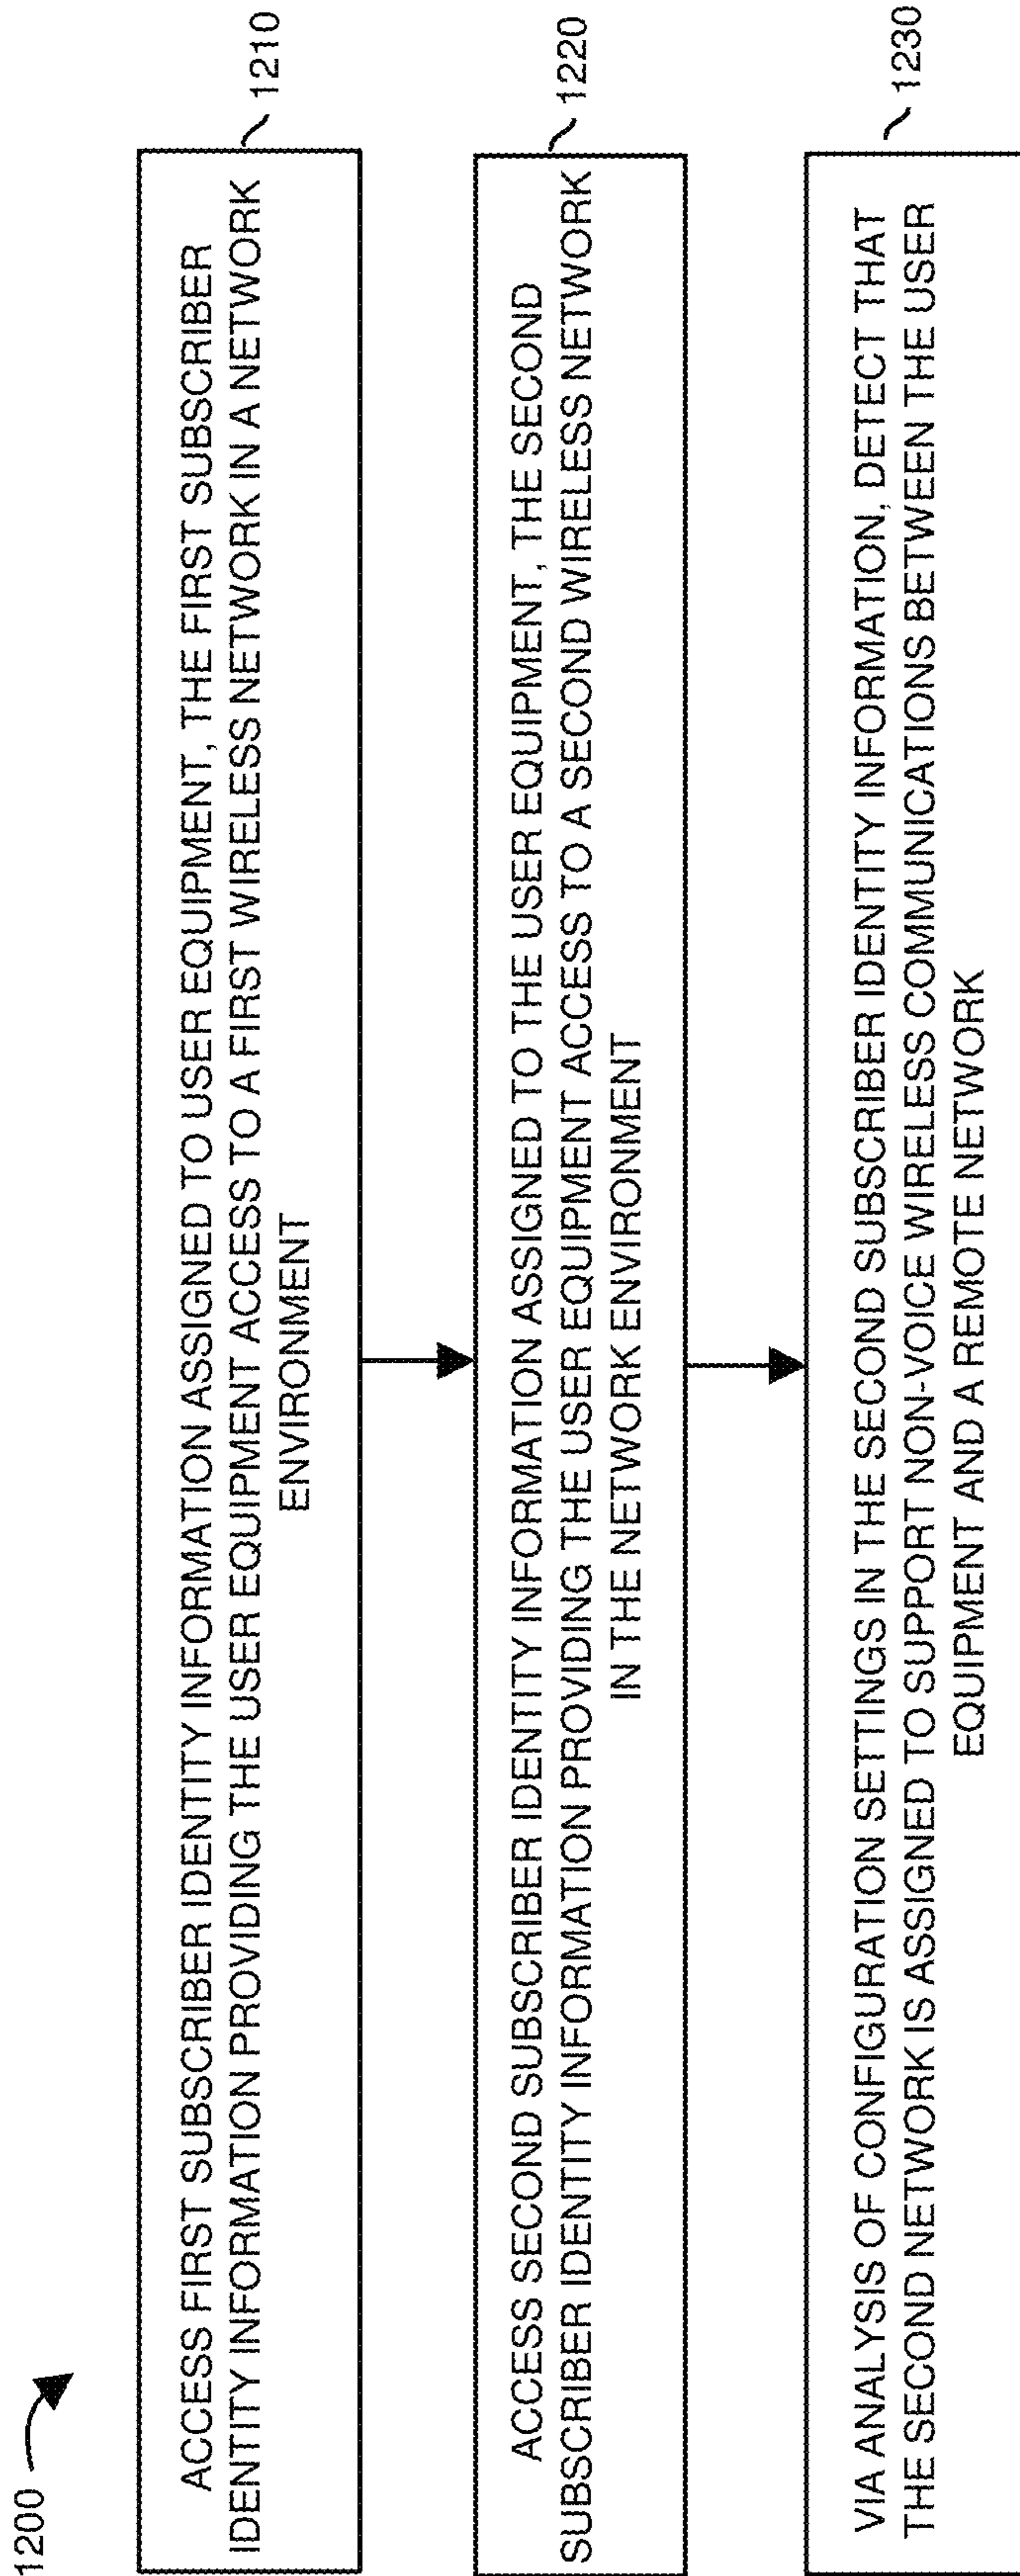 1200
ACCESS FIRST SUBSCRIBER IDENTITY INFORMATION ASSIGNED TO USER EQUIPMENT, THE FIRST SUBSCRIBER
IDENTITY INFORMATION PROVIDING THE USER EQUIPMENT ACCESS TO A FIRST WIRELESS NETWORK IN A NETWORK
ENVIRONMENT
1210
ACCESS SECOND SUBSCRIBER IDENTITY INFORMATION ASSIGNED TO THE USER EQUIPMENT, THE SECOND
SUBSCRIBER IDENTITY INFORMATION PROVIDING THE USER EQUIPMENT ACCESS TO A SECOND WIRELESS NETWORK
IN THE NETWORK ENVIRONMENT
1220
VIA ANALYSIS OF CONFIGURATION SETTINGS IN THE SECOND SUBSCRIBER IDENTITY INFORMATION, DETECT THAT
THE SECOND NETWORK IS ASSIGNED TO SUPPORT NON-VOICE WIRELESS COMMUNICATIONS BETWEEN THE USER
EQUIPMENT AND A REMOTE NETWORK
1230